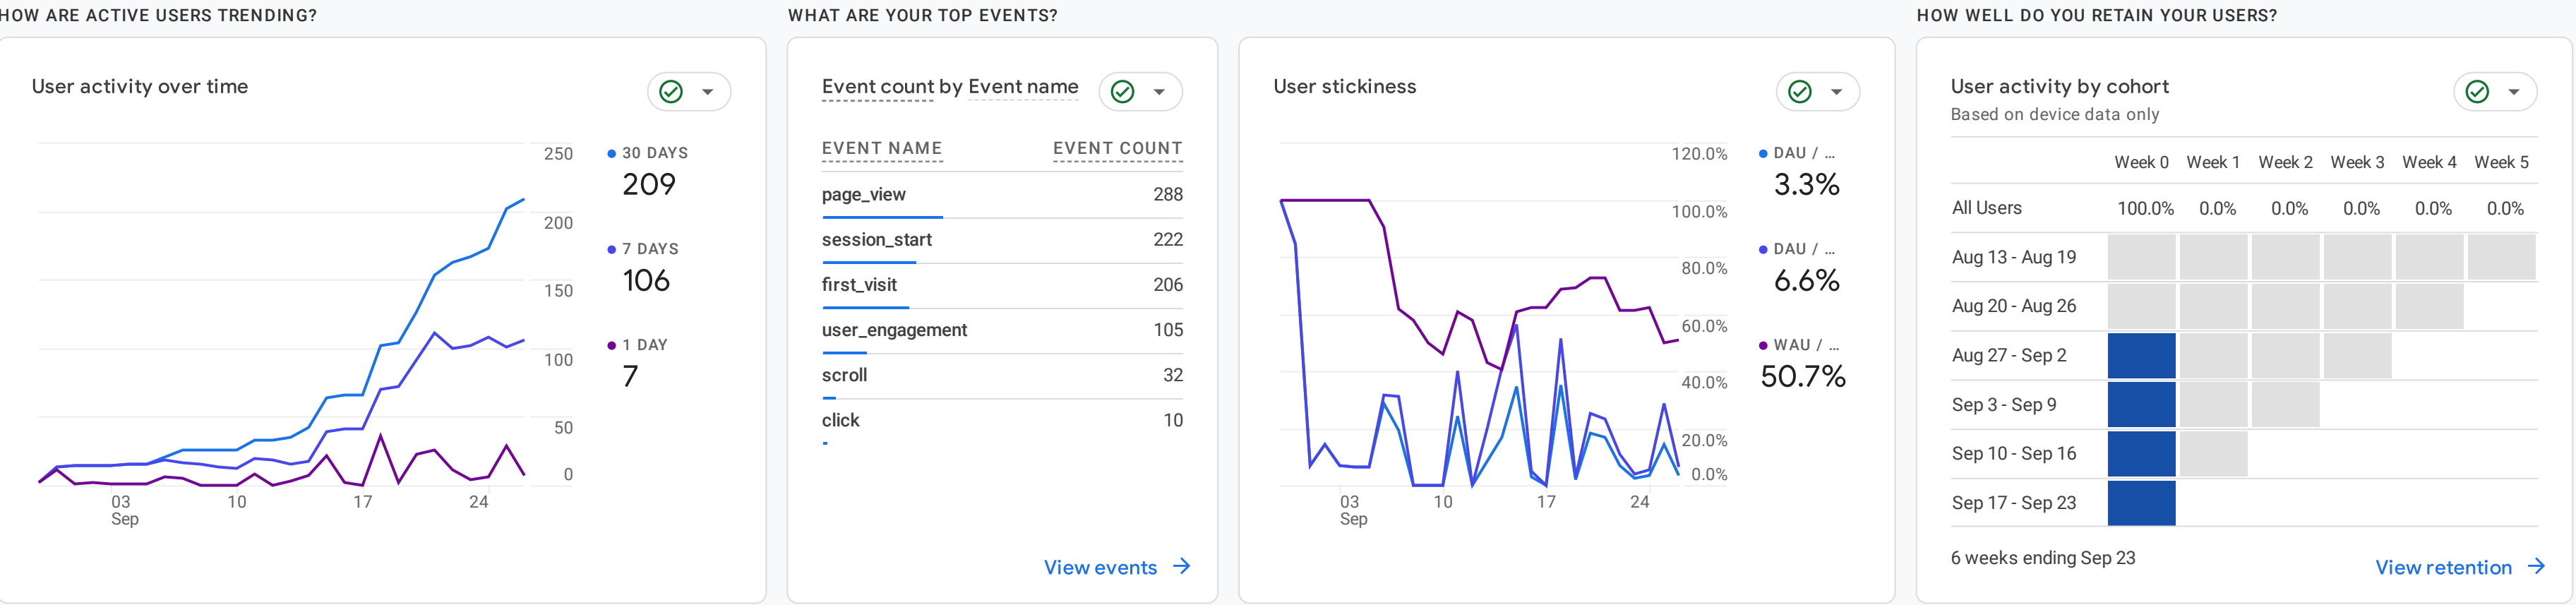 HOW ARE ACTIVE USERS TRENDING?
User activity over time
250
200
150
100
50
0
03
Sep
10
17
24
30 DAYS
209
7 DAYS
106
1 DAY
7
WHAT ARE YOUR TOP EVENTS?
Event count by Event name
EVENT NAME EVENT COUNT
page_view 288
session_start 222
first_visit 206
user_engagement 105
scroll 32
click 10
View events
User stickiness
120.0%
100.0%
80.0%
60.0%
40.0%
20.0%
0.0%
03
Sep
10
17
24
DAU / ...
3.3%
DAU / ...
6.6%
WAU / ...
50.7%
HOW WELL DO YOU RETAIN YOUR USERS?
User activity by cohort
Based on device data only
Week 0 Week 1 Week 2 Week 3 Week 4 Week 5
All Users 100.0% 0.0% 0.0% 0.0% 0.0% 0.0%
Aug 13 - Aug 19
Aug 20 - Aug 26
Aug 27 - Sep 2
Sep 3 - Sep 9
Sep 10 - Sep 16
Sep 17 - Sep 23
6 weeks ending Sep 23
View retention